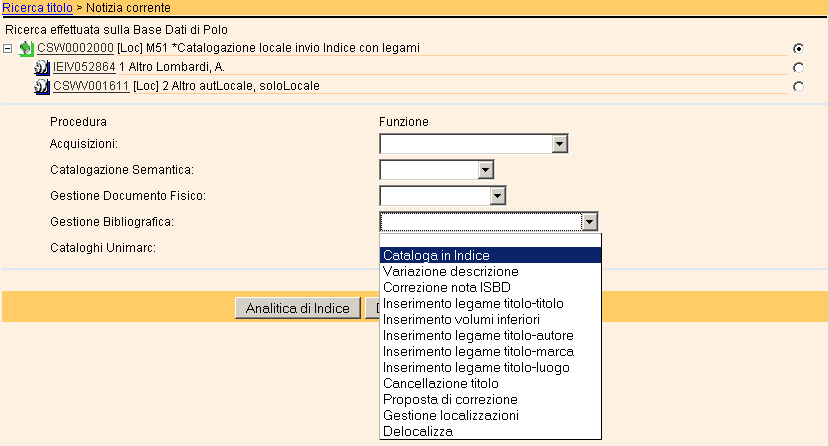 Ricerca titolo > Notizia corrente
Ricerca effettuata sulla Base Dati di Polo
CSW0002000 [Loc] M51 *Catalogazione locale invio Indice con legami
IEIV052864 1 Altro Lombardi, A.
CSWV001611 [Loc] 2 Altro autLocale, soloLocale
Procedura Funzione
Acquisizioni:
Catalogazione Semantica:
Gestione Documento Fisico:
Gestione Bibliografica:
Cataloghi Unimarc:
Cataloga in Indice
Variazione descrizione
Correzione nota ISBD
Inserimento legame titolo-titolo
Inserimento volumi inferiori
Inserimento legame titolo-autore
Inserimento legame titolo-marca
Inserimento legame titolo-luogo
Cancellazione titolo
Proposta di correzione
Gestione localizzazioni
Delocalizza
Analitica di Indice